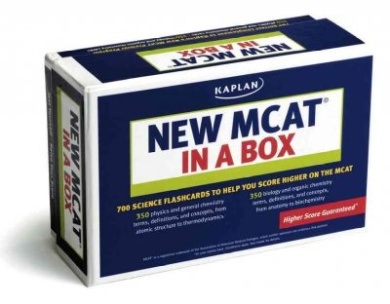 KAPLAN
NEW MCAT®
IN A BOX
700 SCIENCE FLASHCARDS TO HELP YOU SCORE HIGHER ON THE MCAT
350 physics and general chemistry
terms, definitions, and concepts, from
atomic structure to thermodynamics.
350 biology and organic chemistry
terms, definitions, and concepts,
from anatomy to biochemistry
Higher Score Guaranteed
NEW MCAT
IN A BOX